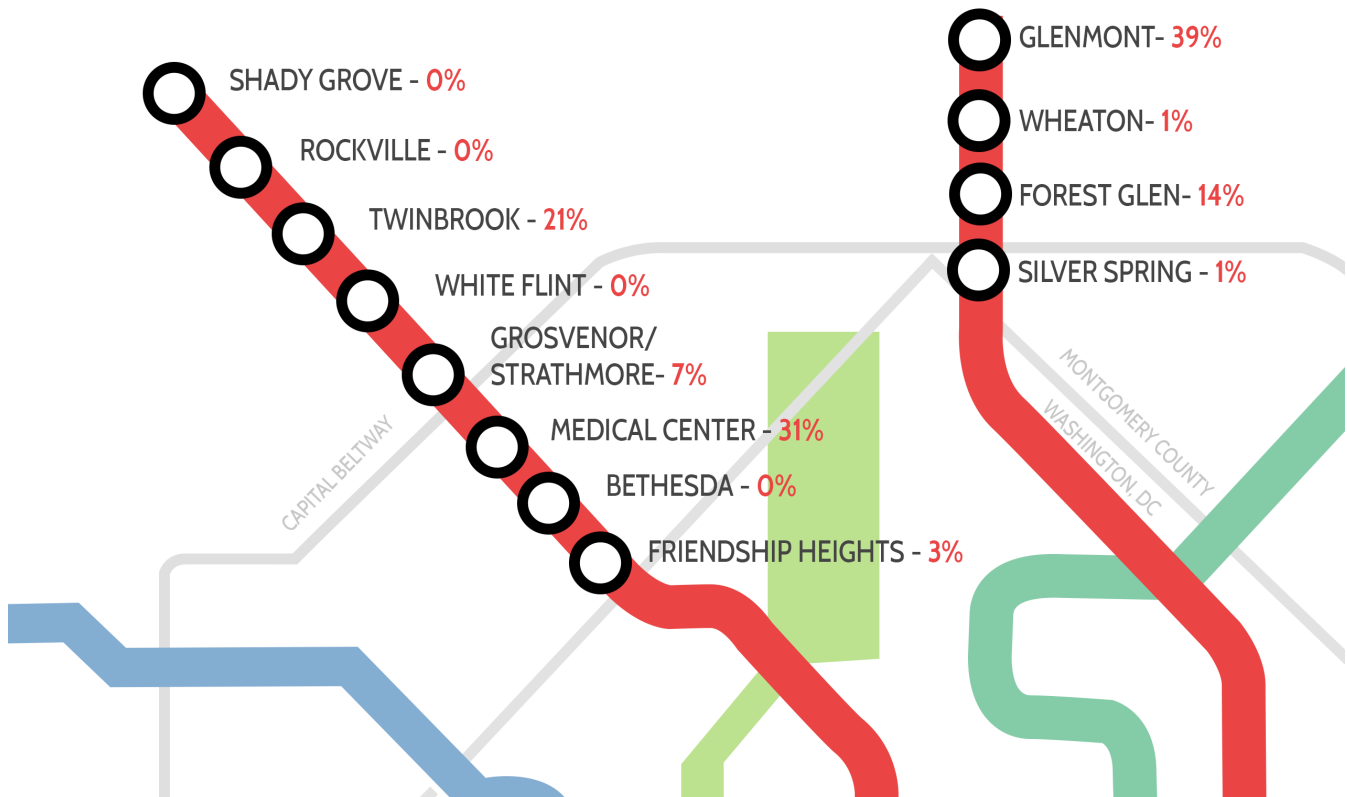 SHADY GROVE - 0%
ROCKVILLE - 0%
TWINBROOK - 21%
WHITE FLINT - 0%
GROSVENOR/
STRATHMORE- 7%
MEDICAL CENTER - 31%
BETHESDA - 0%
FRIENDSHIP HEIGHTS - 3%
GLENMONT- 39%
WHEATON- 1%
FOREST GLEN- 14%
SILVER SPRING - 1%
CAPITAL BELTWAY
MONTGOMERY COUNTY
WASHINGTON, DC